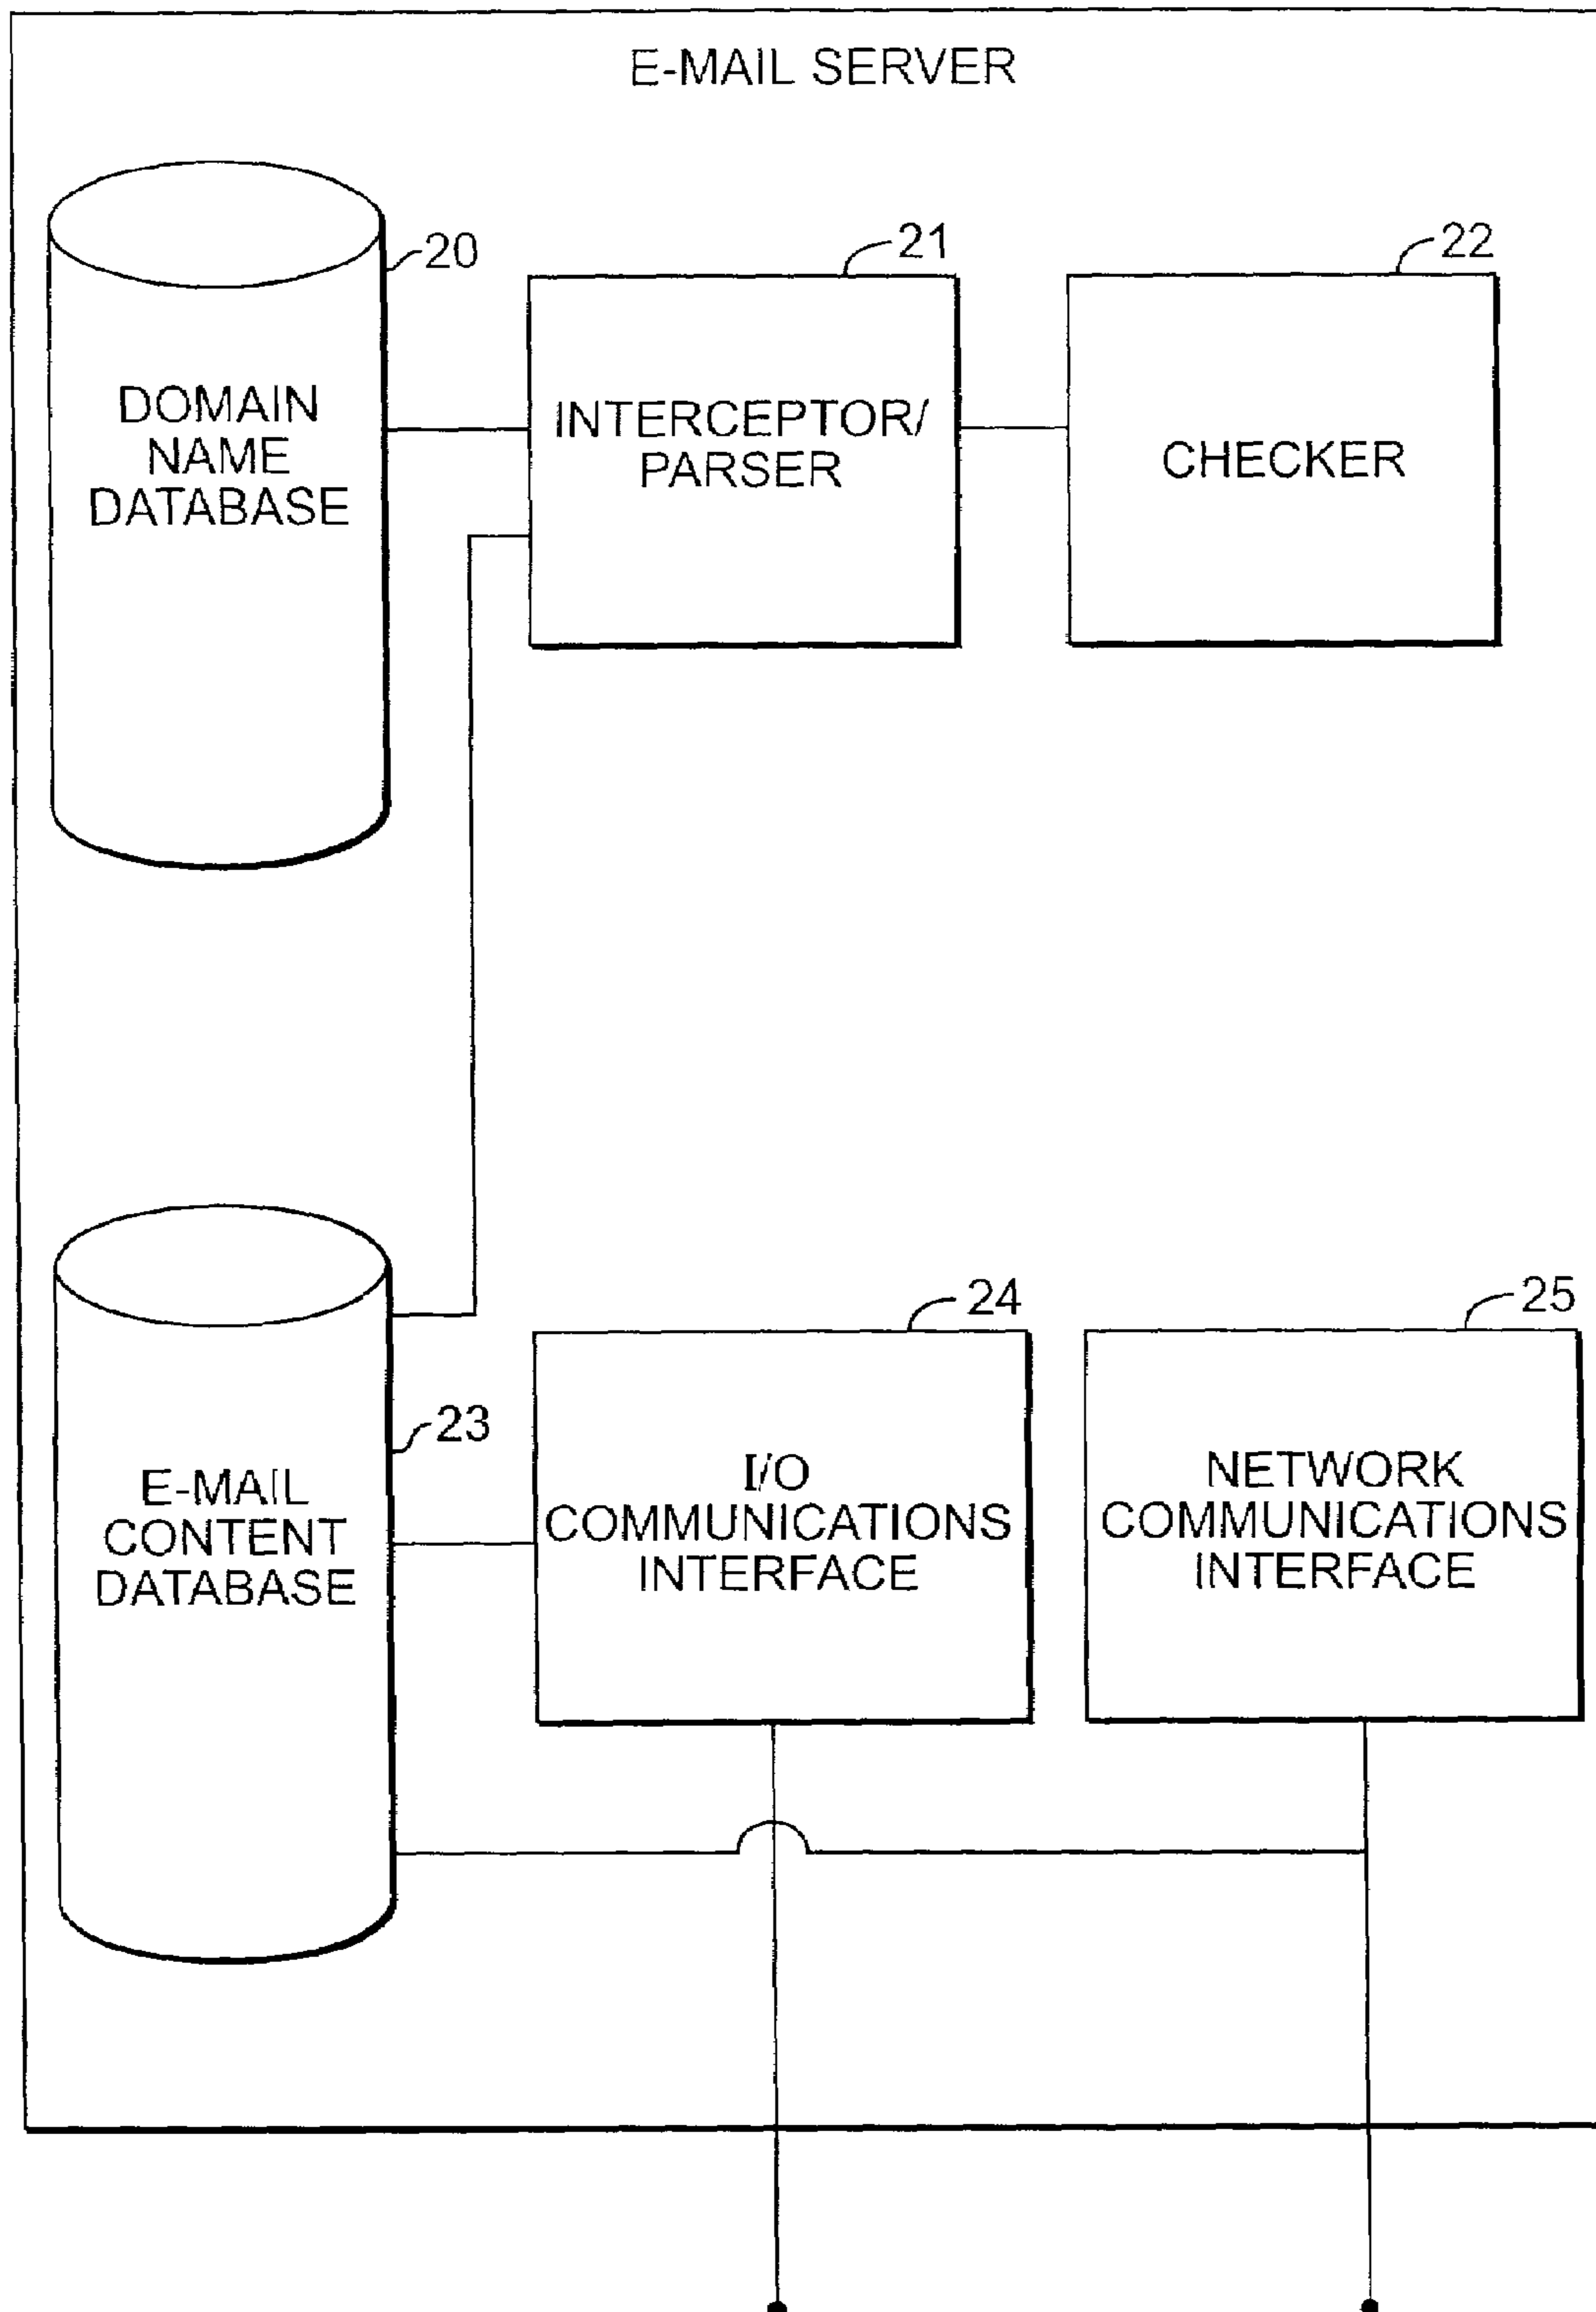 E-MAIL SERVER
20
21
22
DOMAIN
NAME
DATABASE
INTERCEPTOR/
PARSER
CHECKER
24
25
23
E-MAIL
CONTENT
DATABASE
I/O
COMMUNICATIONS
INTERFACE
NETWORK
COMMUNICATIONS
INTERFACE